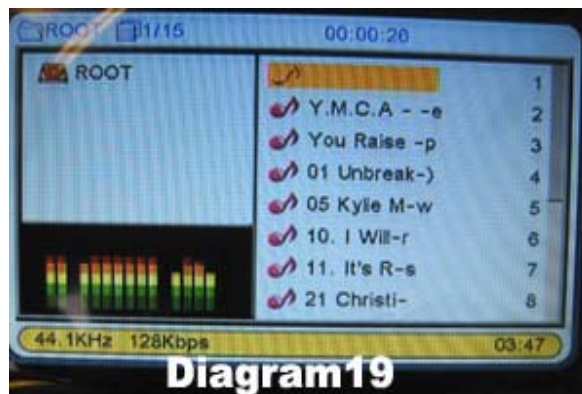 ROOT 1/15 00:00:26
ROOT
1
Y.M.C.A - -e 2
You Raise -p 3
01 Unbreak-) 4
05 Kylie M-w 5
10. I Will-r 6
11. It's R-s 7
21 Christi- 8
44.1KHz 128Kbps 03:47
Diagram19